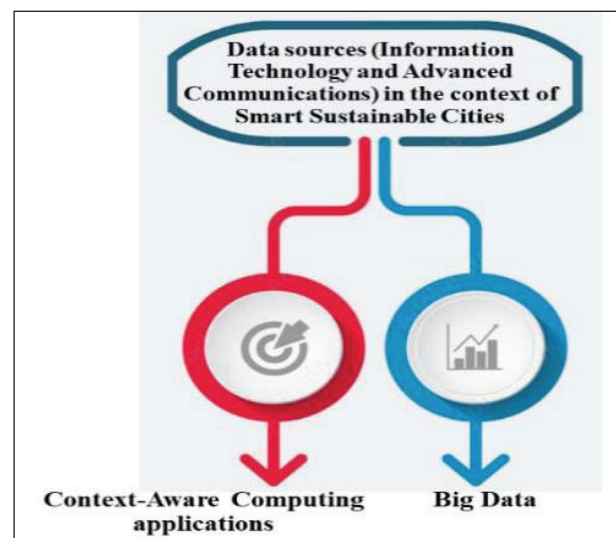 Data sources (Information
Technology and Advanced
Communications) in the context of
Smart Sustainable Cities
Context-Aware Computing
applications
Big Data